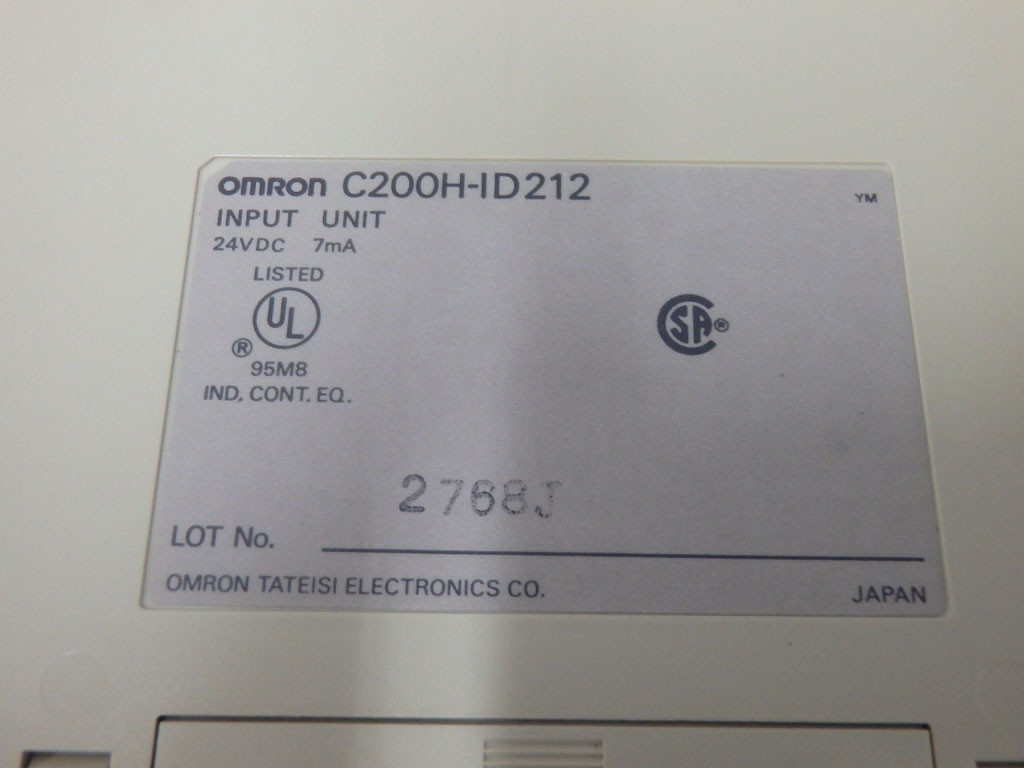 OMRON C200H-ID212
YM
INPUT UNIT
24VDC 7mA
LISTED
UL
®
95M8
IND. CONT. EQ.
SA®
2768J
LOT No.
OMRON TATEISI ELECTRONICS CO.
JAPAN